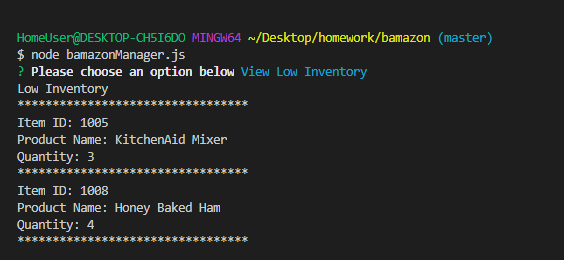 HomeUser@DESKTOP-CH5I6DO MINGW64 ~/Desktop/homework/bamazon (master)
$ node bamazonManager.js
? Please choose an option below View Low Inventory
Low Inventory
*********************************
Item ID: 1005
Product Name: KitchenAid Mixer
Quantity: 3
*********************************
Item ID: 1008
Product Name: Honey Baked Ham
Quantity: 4
*********************************